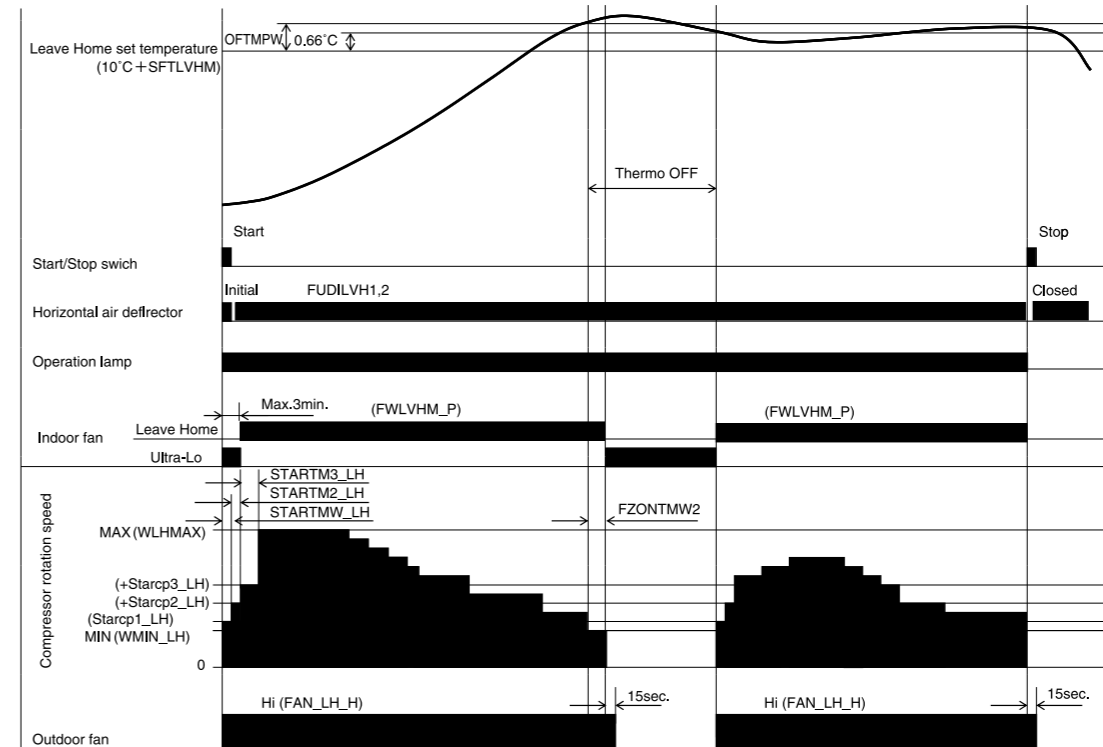 Leave Home set temperature
(10°C＋SFTLVHM)
OFTMPW
0.66°C
Thermo OFF
Start
Stop
Start/Stop swich
Initial
FUDILVH1,2
Closed
Horizontal air deflrector
Operation lamp
Max.3min.
(FWLVHM_P)
(FWLVHM_P)
Indoor fan
Leave Home
Ultra-Lo
STARTM3_LH
STARTM2_LH
STARTMW_LH
FZONTMW2
Compressor rotation speed
MAX (WLHMAX)
(+Starcp3_LH)
(+Starcp2_LH)
(Starcp1_LH)
MIN (WMIN_LH)
0
Hi (FAN_LH_H)
15sec.
Hi (FAN_LH_H)
15sec.
Outdoor fan